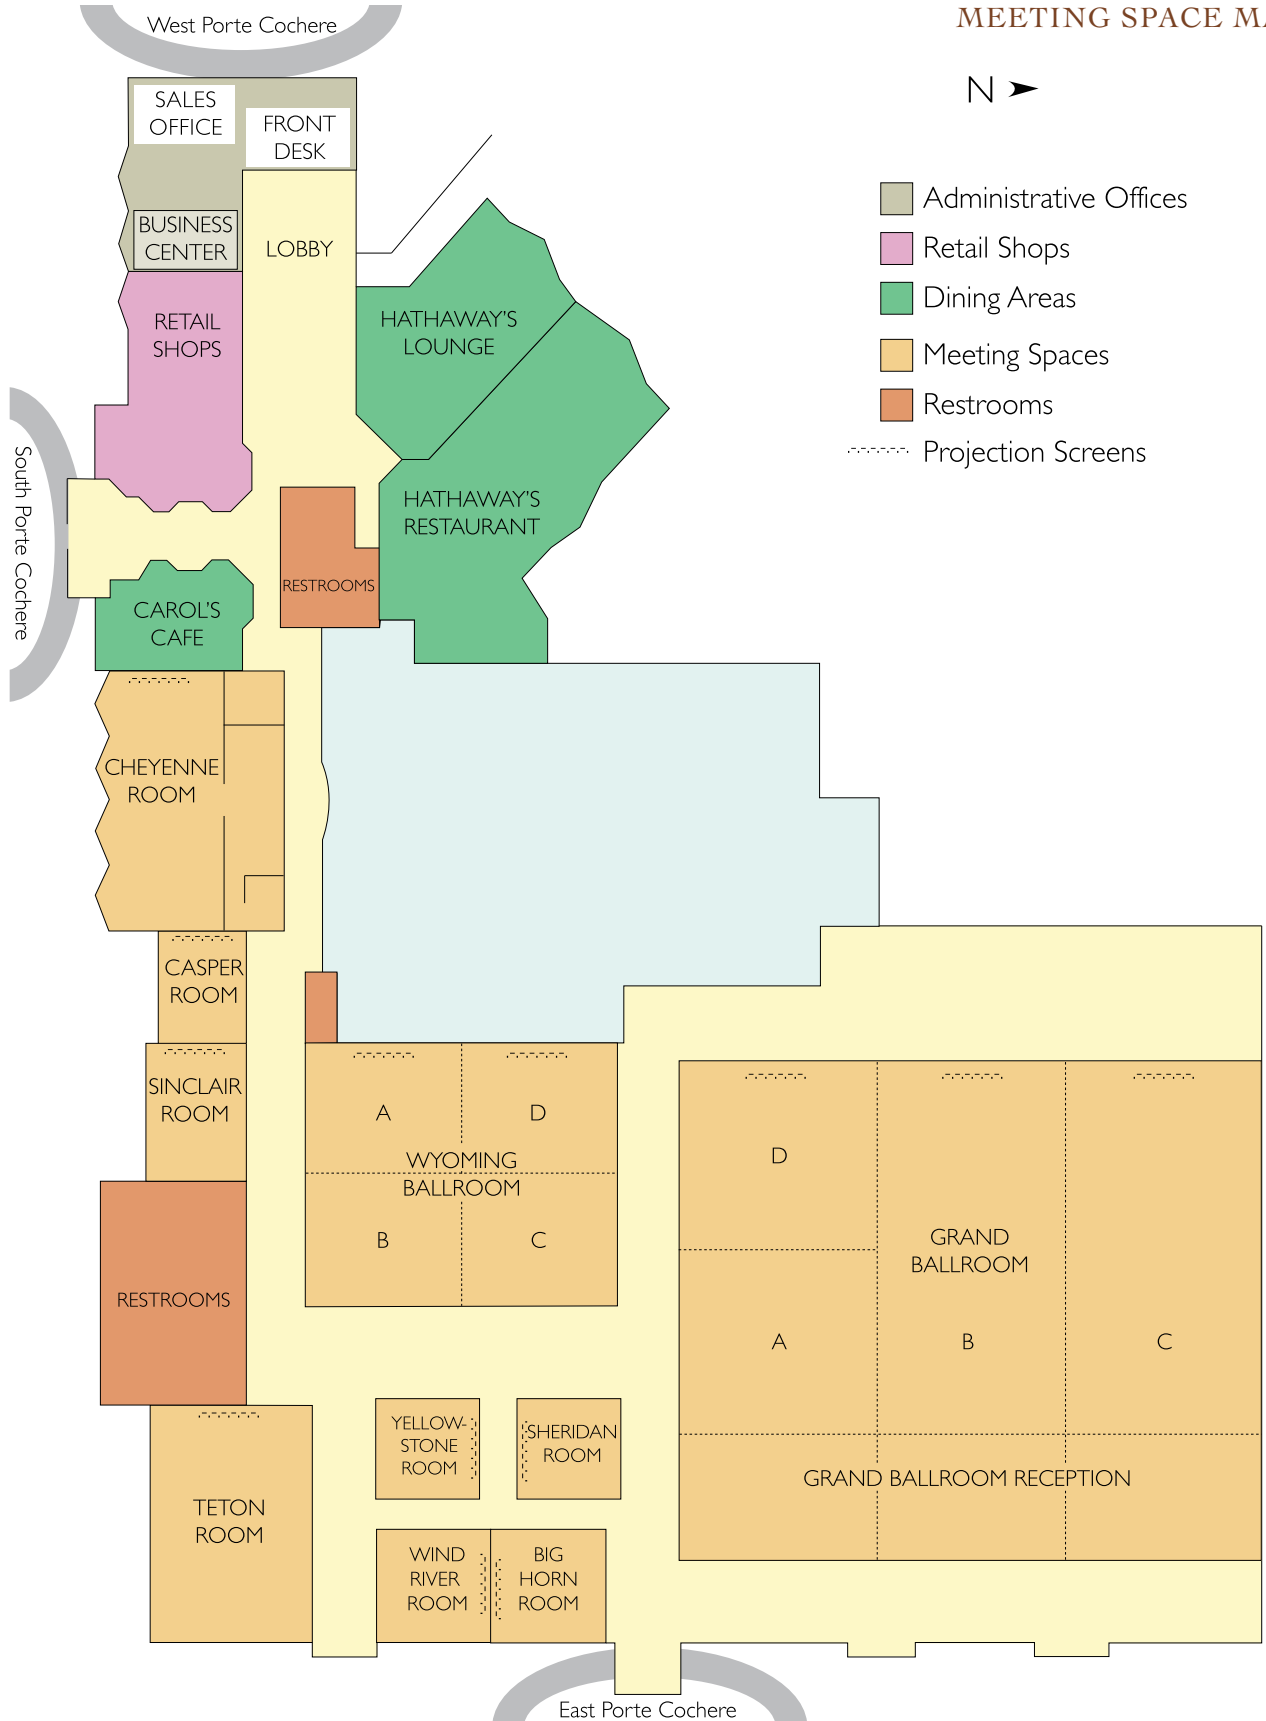 West Porte Cochere
MEETING SPACE
N
SALES
OFFICE
FRONT
DESK
BUSINESS
CENTER
LOBBY
Administrative Offices
Retail Shops
Dining Areas
Meeting Spaces
Restrooms
Projection Screens
RETAIL
SHOPS
HATHAWAY'S
LOUNGE
HATHAWAY'S
RESTAURANT
South Porte Cochere
RESTROOMS
CAROL'S
CAFE
CHEYENNE
ROOM
CASPER
ROOM
SINCLAIR
ROOM
A
D
WYOMING
BALLROOM
B
C
D
GRAND
BALLROOM
A
B
C
RESTROOMS
YELLOW-
STONE
ROOM
SHERIDAN
ROOM
GRAND BALLROOM RECEPTION
TETON
ROOM
WIND
RIVER
ROOM
BIG
HORN
ROOM
East Porte Cochere